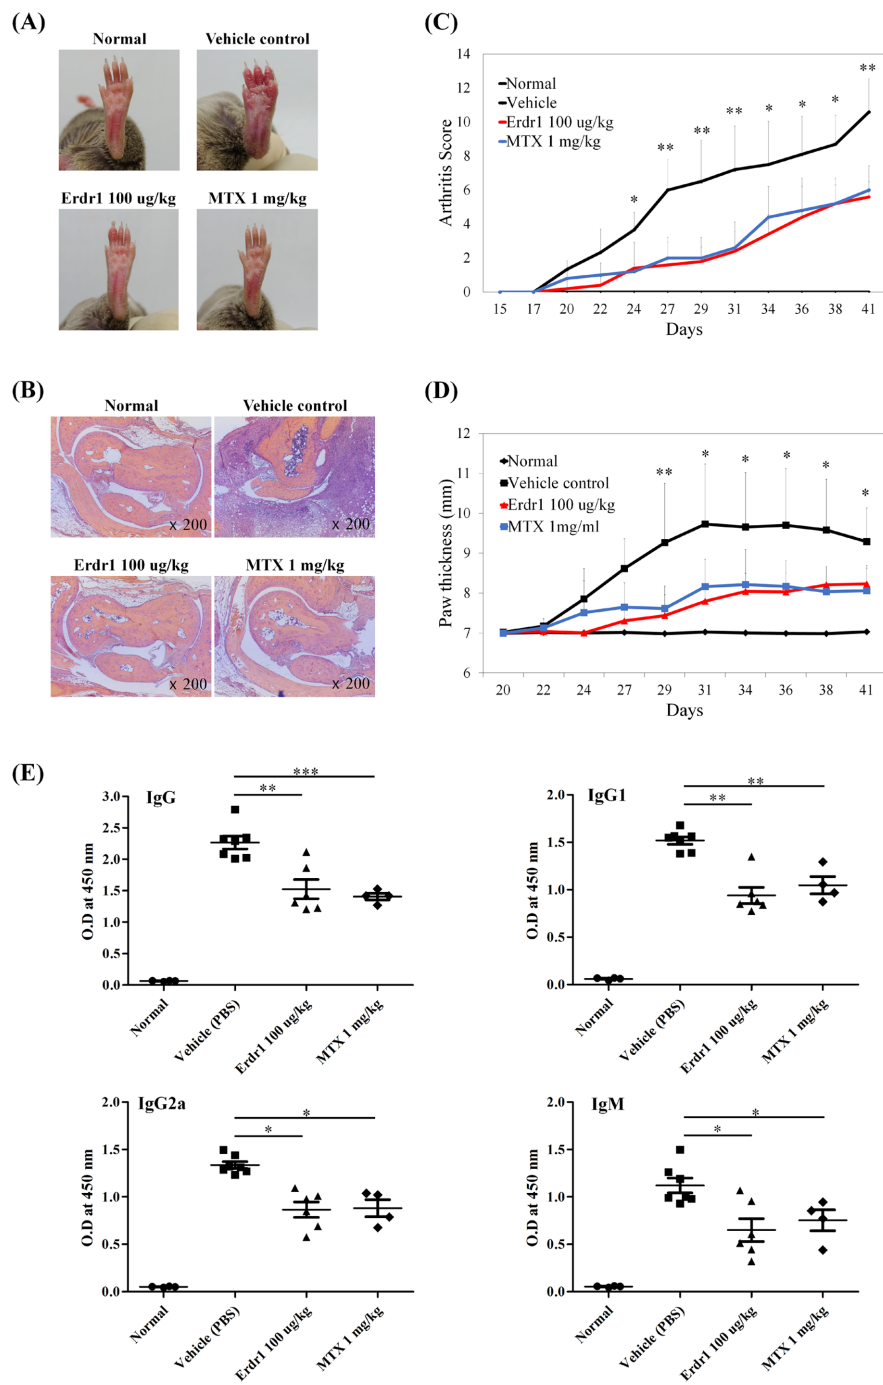 (A)
Normal
Vehicle control
Erdr1 100 ug/kg
MTX 1 mg/kg
(B)
Normal
Vehicle control
x 200
x 200
Erdr1 100 ug/kg
MTX 1 mg/kg
x 200
x 200
(C)
Arthritis Score
14
12
10
8
6
4
2
0
Normal
Vehicle
Erdr1 100 ug/kg
MTX 1 mg/kg
*
**
**
**
*
*
*
**
15 17 20 22 24 27 29 31 34 36 38 41
Days
(D)
Paw thickness (mm)
12
11
10
9
8
7
6
Normal
Vehicle control
Erdr1 100 ug/kg
MTX 1mg/ml
**
*
*
*
*
*
20 22 24 27 29 31 34 36 38 41
Days
(E)
IgG
***
**
O.D at 450 nm
3.0
2.5
2.0
1.5
1.0
0.5
0.0
Normal
Vehicle (PBS)
Erdr1 100 ug/kg
MTX 1 mg/kg
IgG1
**
**
O.D at 450 nm
2.0
1.5
1.0
0.5
0.0
Normal
Vehicle (PBS)
Erdr1 100 ug/kg
MTX 1 mg/kg
IgG2a
*
*
O.D at 450 nm
2.0
1.5
1.0
0.5
0.0
Normal
Vehicle (PBS)
Erdr1 100 ug/kg
MTX 1 mg/kg
IgM
*
*
O.D at 450 nm
2.0
1.5
1.0
0.5
0.0
Normal
Vehicle (PBS)
Erdr1 100 ug/kg
MTX 1 mg/kg